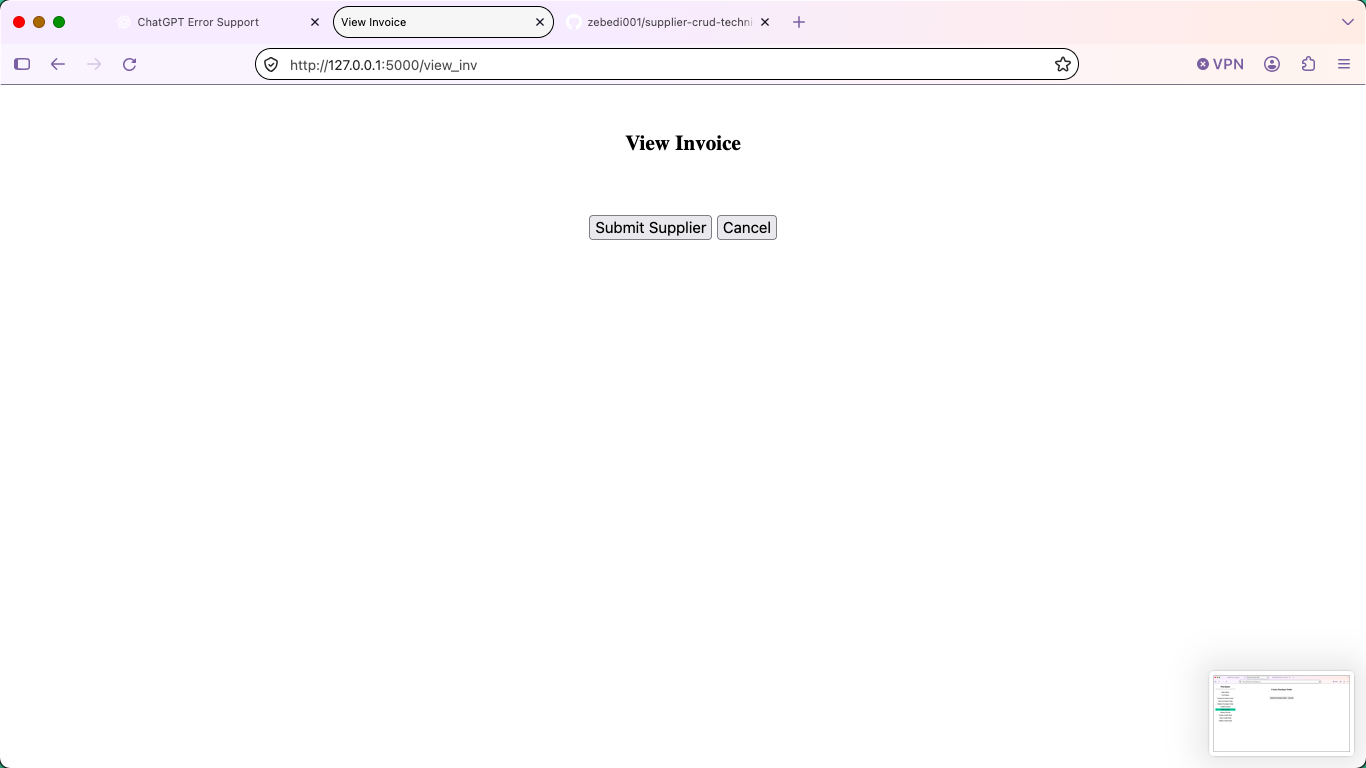 ChatGPT Error Support
View Invoice
zebedi001/supplier-crud-techni
http://127.0.0.1:5000/view_inv
VPN
View Invoice
Submit Supplier Cancel